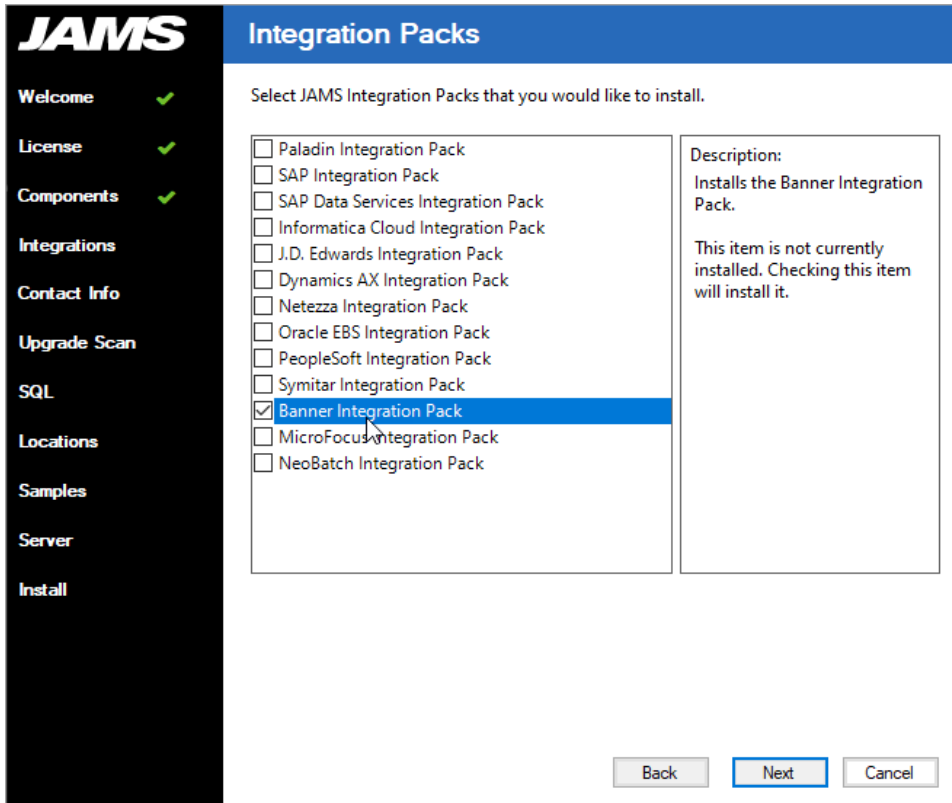 JAMS
Integration Packs
Welcome
License
Components
Integrations
Contact Info
Upgrade Scan
SQL
Locations
Samples
Server
Install
Select JAMS Integration Packs that you would like to install.
Paladin Integration Pack
SAP Integration Pack
SAP Data Services Integration Pack
Informatica Cloud Integration Pack
J.D. Edwards Integration Pack
Dynamics AX Integration Pack
Netezza Integration Pack
Oracle EBS Integration Pack
PeopleSoft Integration Pack
Symitar Integration Pack
Banner Integration Pack
MicroFocus Integration Pack
NeoBatch Integration Pack
Description:
Installs the Banner Integration
Pack.
This item is not currently
installed. Checking this item
will install it.
Back
Next
Cancel